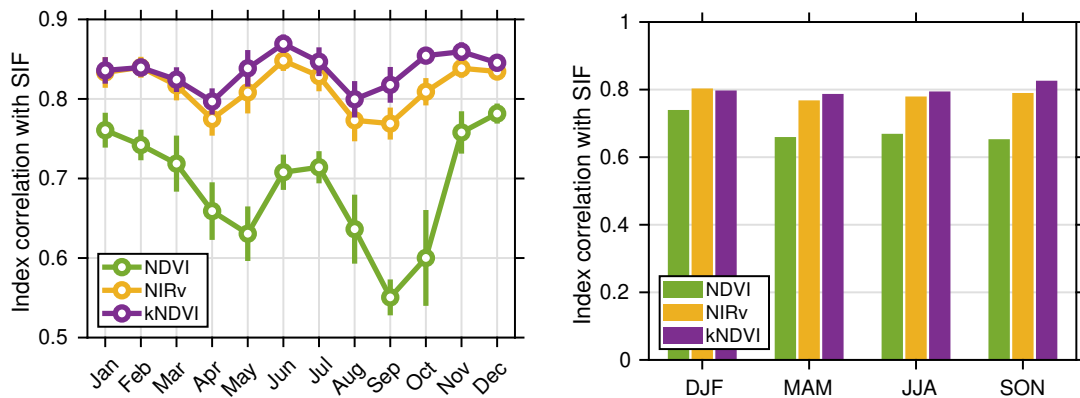 Index correlation with SIF
0.9
0.8
0.7
0.6
0.5
NDVI
NIRv
kNDVI
Jan
Feb
Mar
Apr
May
Jun
Jul
Aug
Sep
Oct
Nov
Dec
Index correlation with SIF
1
0.8
0.6
0.4
0.2
0
NDVI
NIRv
kNDVI
DJF
MAM
JJA
SON